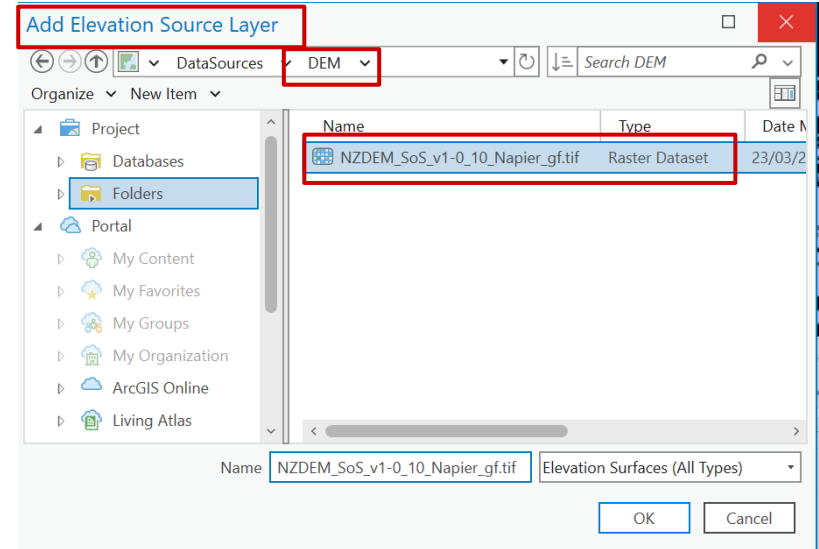 Add Elevation Source Layer
DataSources DEM Search DEM
Organize New Item
Project
Databases
Folders
Portal
My Content
My Favorites
My Groups
My Organization
ArcGIS Online
Living Atlas
Name Type Date
NZDEM_SoS_v1-0_10_Napier_gf.tif Raster Dataset 23/03/2
Name NZDEM_SoS_v1-0_10_Napier_gf.tif Elevation Surfaces (All Types)
OK Cancel